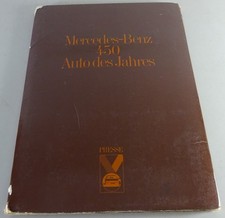 Mercedes-Benz
450
Auto des Jahres
PRESSE